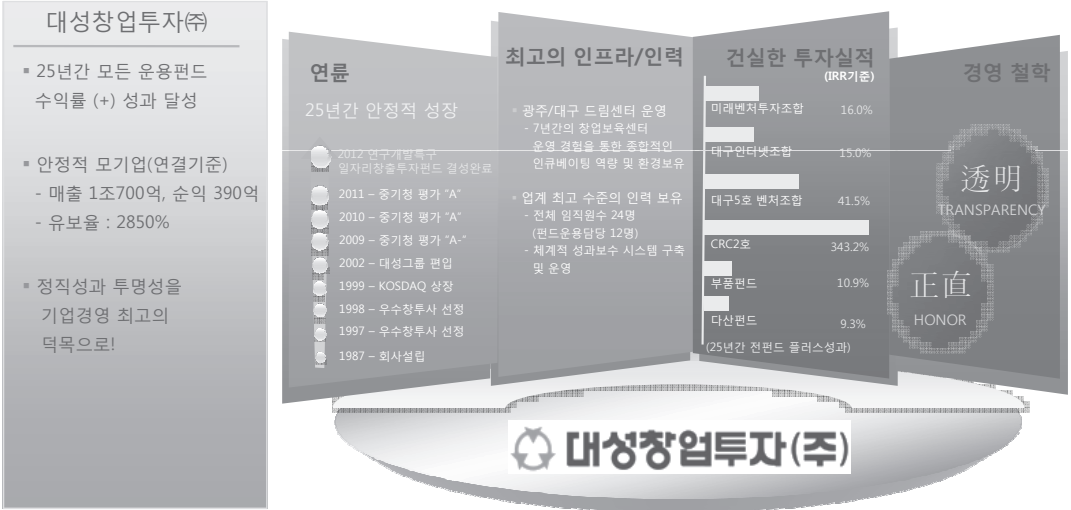 대성창업투자㈜
▪ 25년간 모든 운용펀드
수익률 (+) 성과 달성
▪ 안정적 모기업(연결기준)
- 매출 1조700억, 순익 390억
- 유보율 : 2850%
▪ 정직성과 투명성을
기업경영 최고의
덕목으로!
연륜
25년간 안정적 성장
2012 연구개발특구
일자리창출투자펀드 결성완료
2011 – 중기청 평가 “A”
2010 – 중기청 평가 “A”
2009 – 중기청 평가 “A-”
2002 – 대성그룹 편입
1999 – KOSDAQ 상장
1998 – 우수창투사 선정
1997 – 우수창투사 선정
1987 – 회사설립
최고의 인프라/인력
▪ 광주/대구 드림센터 운영
- 7년간의 창업보육센터
운영 경험을 통한 종합적인
인큐베이팅 역량 및 환경보유
▪ 업계 최고 수준의 인력 보유
- 전체 임직원수 24명
(펀드운용담당 12명)
- 체계적 성과보수 시스템 구축
및 운영
건실한 투자실적
(IRR기준)
미래벤처투자조합 16.0%
대구인터넷조합 15.0%
대구5호 벤처조합 41.5%
CRC2호 343.2%
부품펀드 10.9%
다산펀드 9.3%
(25년간 전펀드 플러스성과)
경영 철학
透明
TRANSPARENCY
正直
HONOR
대성창업투자(주)